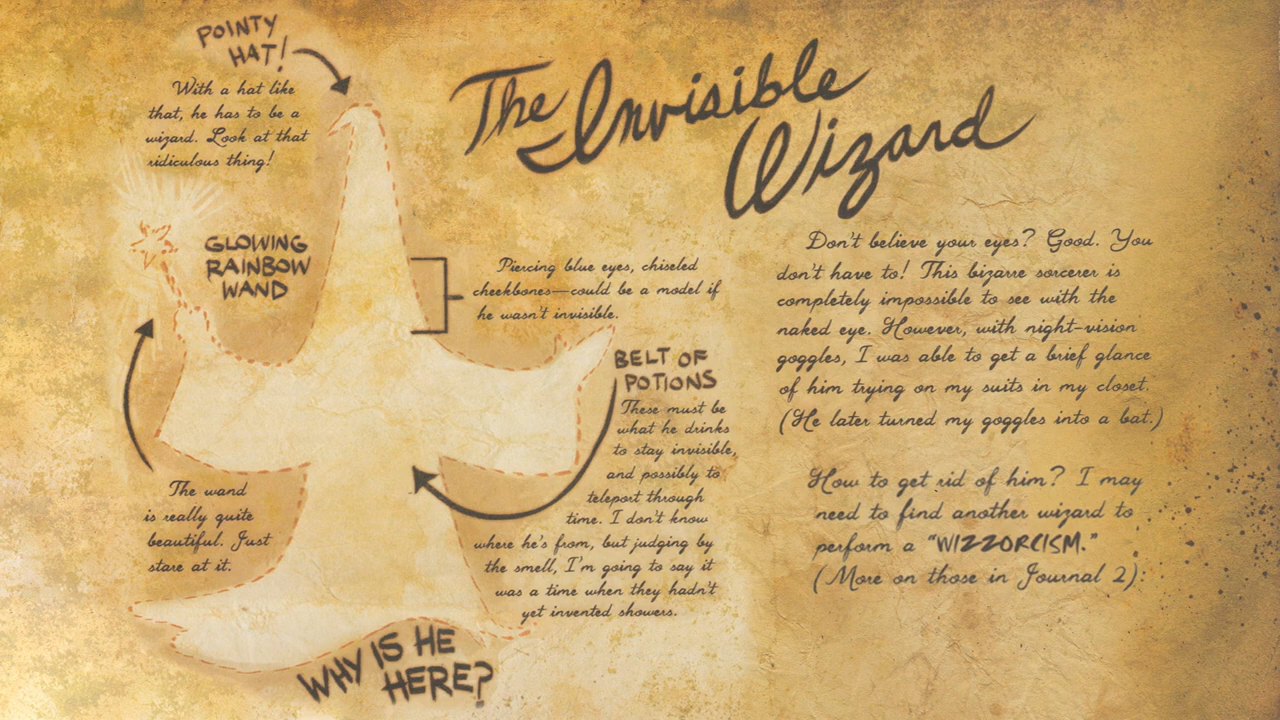 POINTY
HAT!
With a hat like
that, he has to be a
wizard. Look at that
ridiculous thing!
The Invisible
Wizard
GLOWING
RAINBOW
WAND
Piercing blue eyes, chiseled
cheekbones—could be a model if
he wasn't invisible.
BELT OF
POTIONS
These must be
what he drinks
to stay invisible,
and possibly to
teleport through
time. I don't know
where he's from, but judging by
the smell, I'm going to say it
was a time when they hadn't
yet invented showers.
The wand
is really quite
beautiful. Just
stare at it.
WHY IS HE
HERE?
Don't believe your eyes? Good. You
don't have to! This bizarre sorcerer is
completely impossible to see with the
naked eye. However, with night-vision
goggles, I was able to get a brief glance
of him trying on my suits in my closet.
(He later turned my goggles into a bat.)
How to get rid of him? I may
need to find another wizard to
perform a "WIZZORCISM."
(More on those in Journal 2):